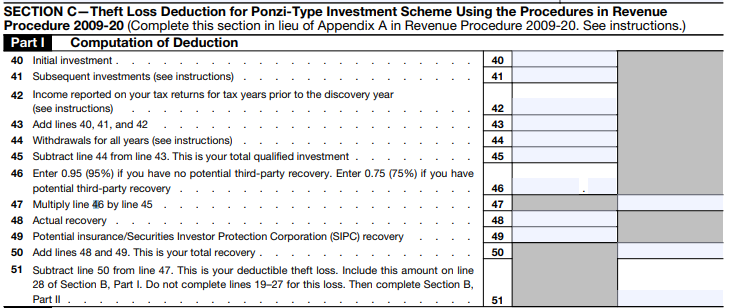 SECTION C—Theft Loss Deduction for Ponzi-Type Investment Scheme Using the Procedures in Revenue
Procedure 2009-20 (Complete this section in lieu of Appendix A in Revenue Procedure 2009-20. See instructions.)
Part I Computation of Deduction
40 Initial investment . . . . . . . . . . . . . . . . . . . . . 40
41 Subsequent investments (see instructions) . . . . . . . . . . . . . . 41
42 Income reported on your tax returns for tax years prior to the discovery year
(see instructions) . . . . . . . . . . . . . . . . . . . . 42
43 Add lines 40, 41, and 42 . . . . . . . . . . . . . . . . . . 43
44 Withdrawals for all years (see instructions) . . . . . . . . . . . . . . 44
45 Subtract line 44 from line 43. This is your total qualified investment . . . . . . . 45
46 Enter 0.95 (95%) if you have no potential third-party recovery. Enter 0.75 (75%) if you have
potential third-party recovery . . . . . . . . . . . . . . . . . 46 .
47 Multiply line 46 by line 45 . . . . . . . . . . . . . . . . . . 47
48 Actual recovery . . . . . . . . . . . . . . . . . . . . . 48
49 Potential insurance/Securities Investor Protection Corporation (SIPC) recovery . . . . 49
50 Add lines 48 and 49. This is your total recovery . . . . . . . . . . . . . 50
51 Subtract line 50 from line 47. This is your deductible theft loss. Include this amount on line
28 of Section B, Part I. Do not complete lines 19–27 for this loss. Then complete Section B,
Part II . . . . . . . . . . . . . . . . . . . . . . . . 51